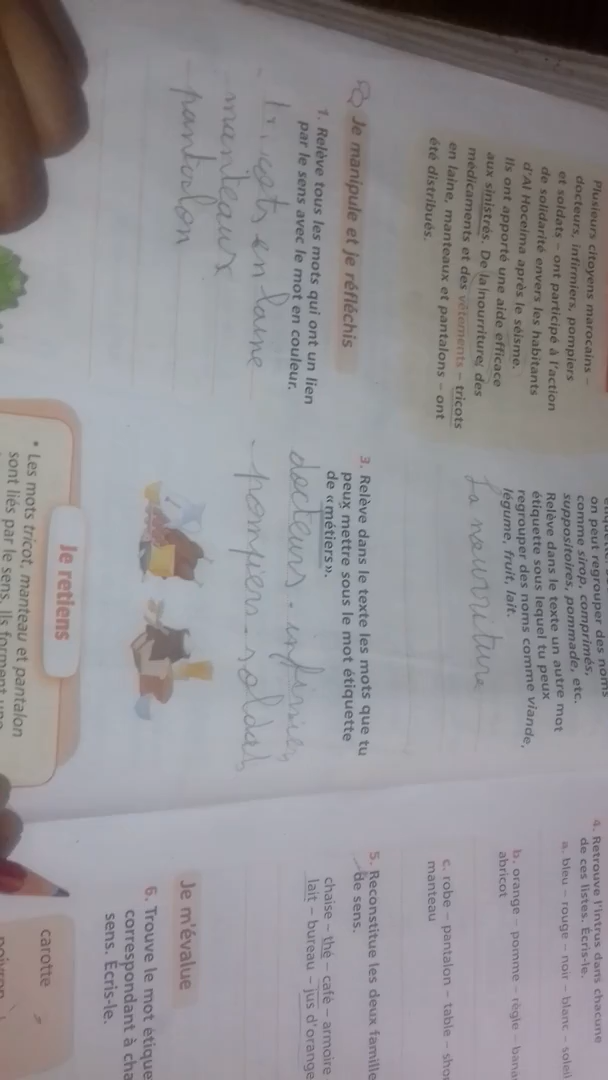 Plusieurs citoyens marocains –
docteurs, infirmiers, pompiers
et soldats – ont participé à l'action
de solidarité envers les habitants
d'Al Hoceima après le séisme.
Ils ont apporté une aide efficace
aux sinistrés. De la nourriture, des
médicaments et des vêtements – tricots
en laine, manteaux et pantalons – ont
été distribués.
Je manipule et je réfléchis
1. Relève tous les mots qui ont un lien
par le sens avec le mot en couleur.
tricots en laine
manteaux
pantalon
on peut regrouper des noms
comme sirop, comprimés,
suppositoires, pommade, etc.
Relève dans le texte un autre mot
étiquette sous lequel tu peux
regrouper des noms comme viande,
légume, fruit, lait.
la nourriture
3. Relève dans le texte les mots que tu
peux mettre sous le mot étiquette
de « métiers ».
docteurs - infirmies
- pompiers - soldats
Je retiens
• Les mots tricot, manteau et pantalon
sont liés par le sens. Ils forment une
4. Retrouve l'intrus dans chacune
de ces listes. Écris-le.
a. bleu – rouge – noir – blanc – soleil
b. orange – pomme – règle –
abricot
c. robe – pantalon – table –
manteau
5. Reconstitue les deux
de sens.
chaise – thé – café – armoire
lait – bureau – jus d'orange
Je m'évalue
6. Trouve le mot
correspondant à
sens. Écris-le.
carotte
poivron